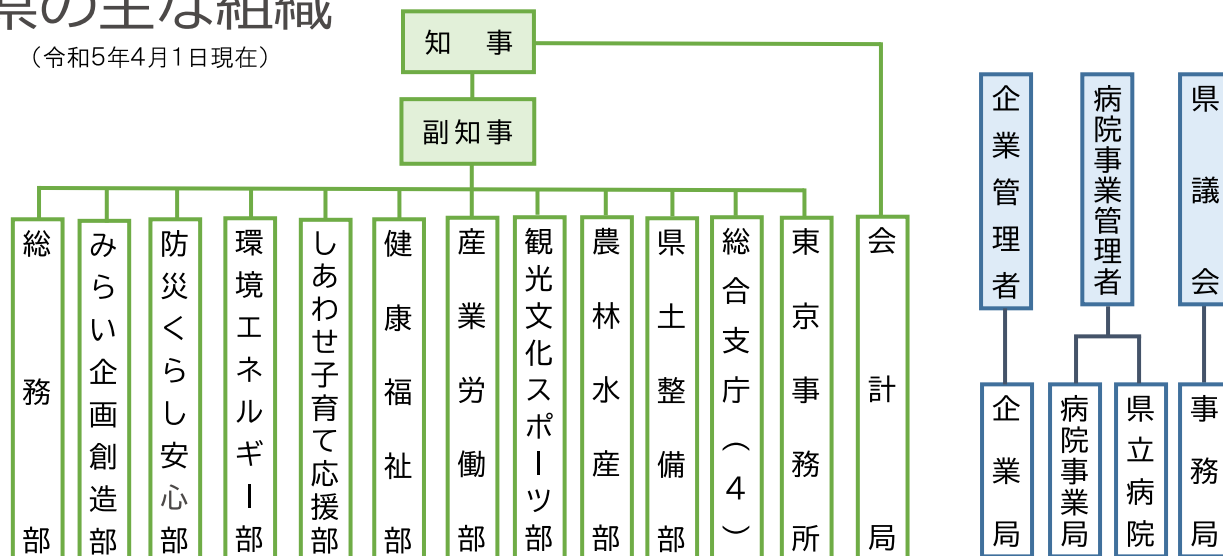 県の主な組織
（令和5年4月1日現在）
知事
副知事
総務部
みらい企画創造部
防災くらし安心部
環境エネルギー部
しあわせ子育て応援部
健康福祉部
産業労働部
観光文化スポーツ部
農林水産部
県土整備部
総合支庁（４）
東京事務所
会計局
企業管理者
病院事業管理者
県議会
企業局
病院事業局
県立病院
事務局